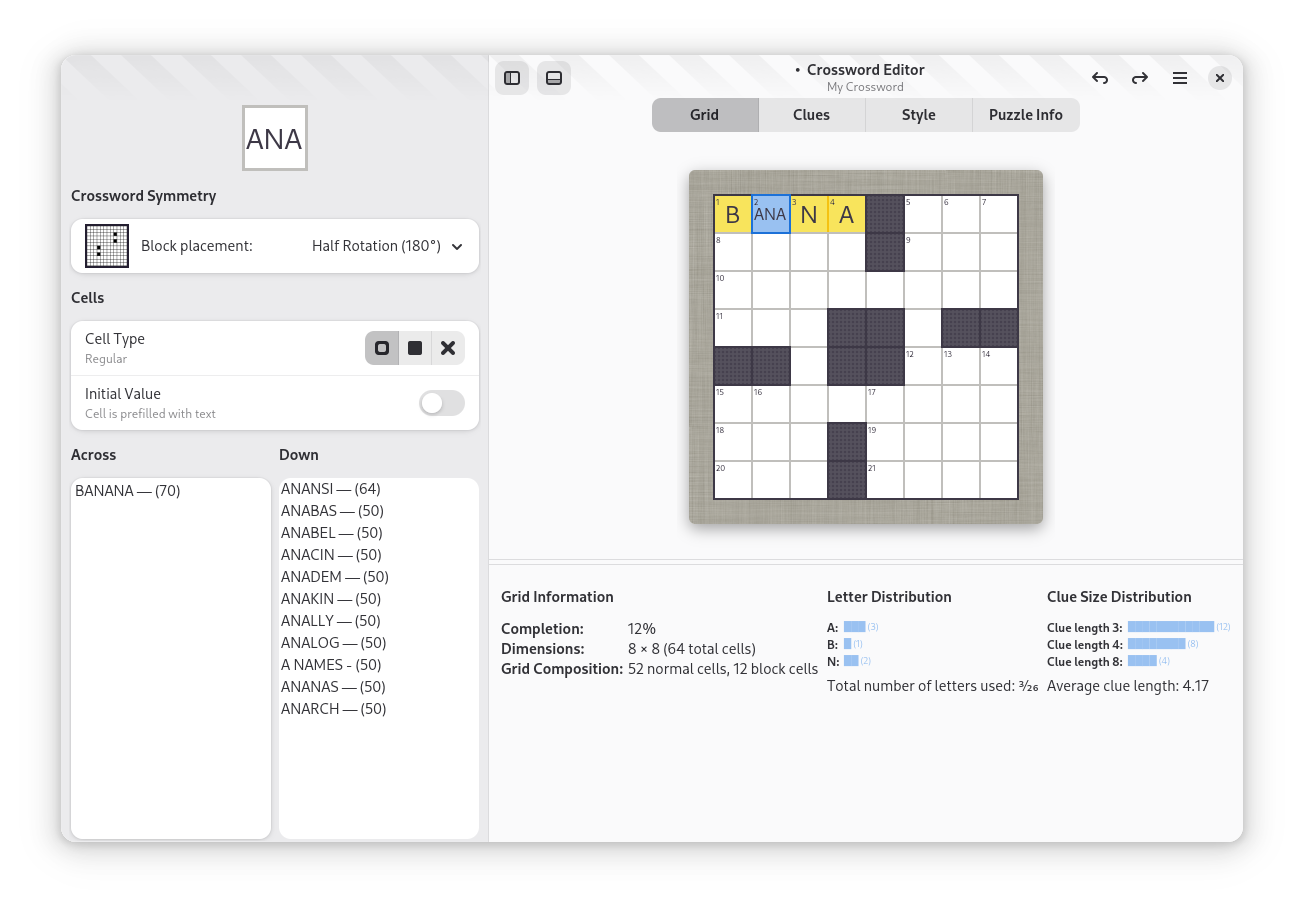 • Crossword Editor
My Crossword
Grid Clues Style Puzzle Info
ANA
Crossword Symmetry
Block placement: Half Rotation (180°)
Cells
Cell Type
Regular
Initial Value
Cell is prefilled with text
Across
BANANA — (70)
Down
ANANSI — (64)
ANABAS — (50)
ANABEL — (50)
ANACIN — (50)
ANADEM — (50)
ANAKIN — (50)
ANALLY — (50)
ANALOG — (50)
A NAMES - (50)
ANANAS — (50)
ANARCH — (50)
1 2 3 4 5 6 7
B ANA N A
8 9
10
11
12 13 14
15 16 17
18 19
20 21
Grid Information
Completion: 12%
Dimensions: 8 × 8 (64 total cells)
Grid Composition: 52 normal cells, 12 block cells
Letter Distribution
A: (3)
B: (1)
N: (2)
Total number of letters used: ³⁄₂₆
Clue Size Distribution
Clue length 3: (12)
Clue length 4: (8)
Clue length 8: (4)
Average clue length: 4.17